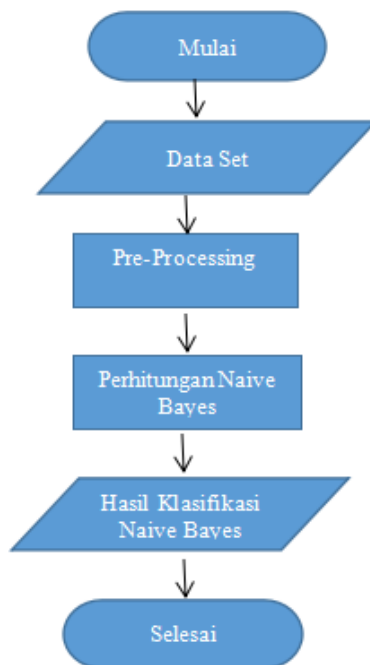 Mulai
Data Set
Pre-Processing
Perhitungan Naive
Bayes
Hasil Klasifikasi
Naive Bayes
Selesai